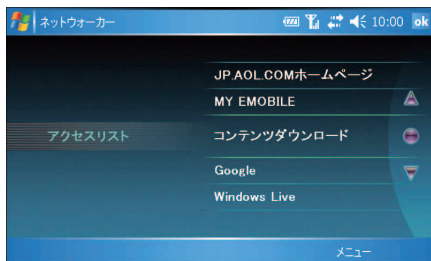 ネットウォーカー 10:00 ok
JP.AOL.COMホームページ
MY EMOBILE
アクセスリスト コンテンツダウンロード
Google
Windows Live
メニュー